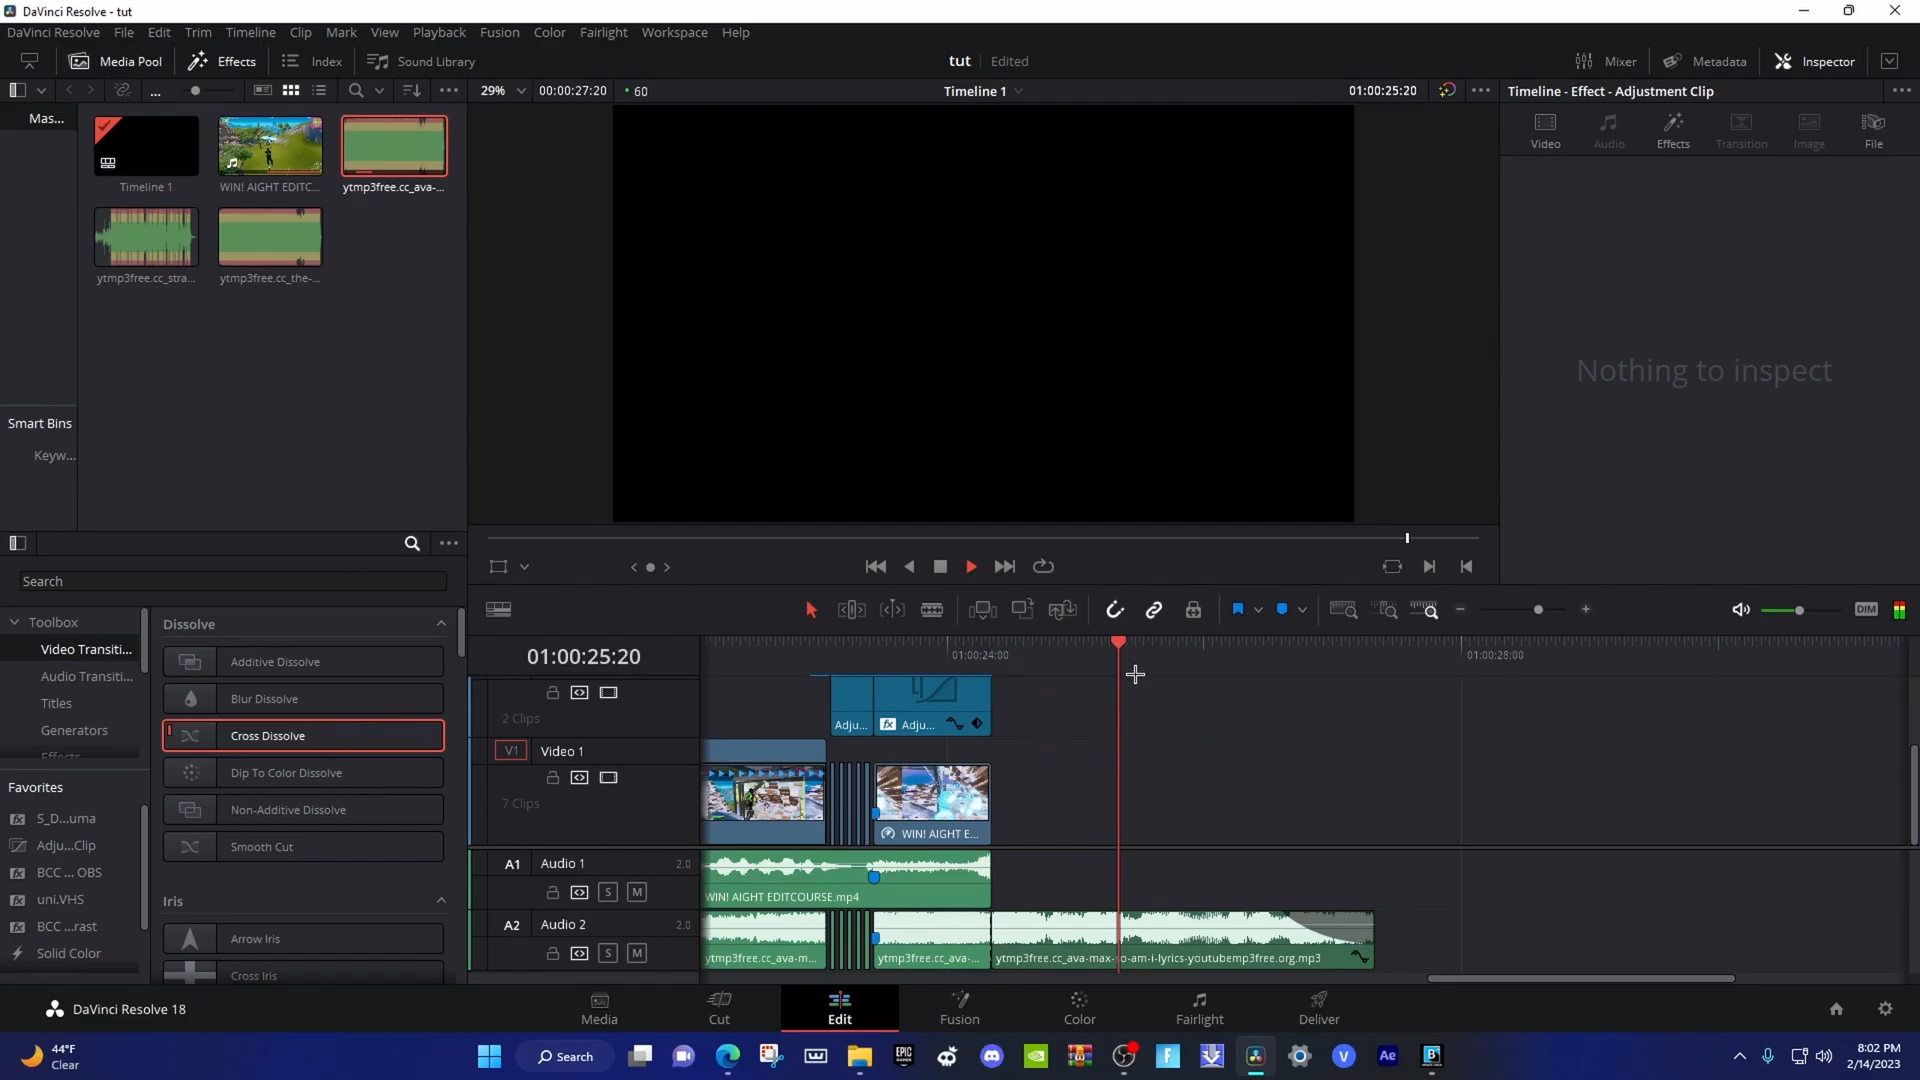 DaVinci Resolve - tut
DaVinci Resolve File Edit Trim Timeline Clip Mark View Playback Fusion Color Fairlight Workspace Help
Media Pool Effects Index Sound Library tut Edited Mixer Metadata Inspector
... 29% 00:00:27:20 60 Timeline 1 01:00:25:20 Timeline - Effect - Adjustment Clip
Mas...
Video Audio Effects Transition Image File
Timeline 1 WIN! AIGHT EDITC... ytmp3free.cc_ava-...
ytmp3free.cc_stra... ytmp3free.cc_the-...
Nothing to inspect
Smart Bins
Keyw...
Search
Toolbox
Video Transiti...
Audio Transiti...
Titles
Generators
Effects
Favorites
S_D...uma
Adju...Clip
BCC ... OBS
uni.VHS
BCC ...rast
Solid Color
Dissolve
Additive Dissolve
Blur Dissolve
Cross Dissolve
Dip To Color Dissolve
Non-Additive Dissolve
Smooth Cut
Iris
Arrow Iris
Cross Iris
DIM
01:00:25:20 01:00:24:00 01:00:28:00
2 Clips Adju... fx Adju...
V1 Video 1
7 Clips WIN! AIGHT E...
A1 Audio 1 2.0
S M WIN! AIGHT EDITCOURSE.mp4
A2 Audio 2 2.0
S M ytmp3free.cc_ava-m... ytmp3free.cc_ava-... ytmp3free.cc_ava-max-so-am-i-lyrics-youtubemp3free.org.mp3
DaVinci Resolve 18 Media Cut Edit Fusion Color Fairlight Deliver
44°F
Clear
Search
EPIC GAMES
F
V
Ae
B
8:02 PM
2/14/2023